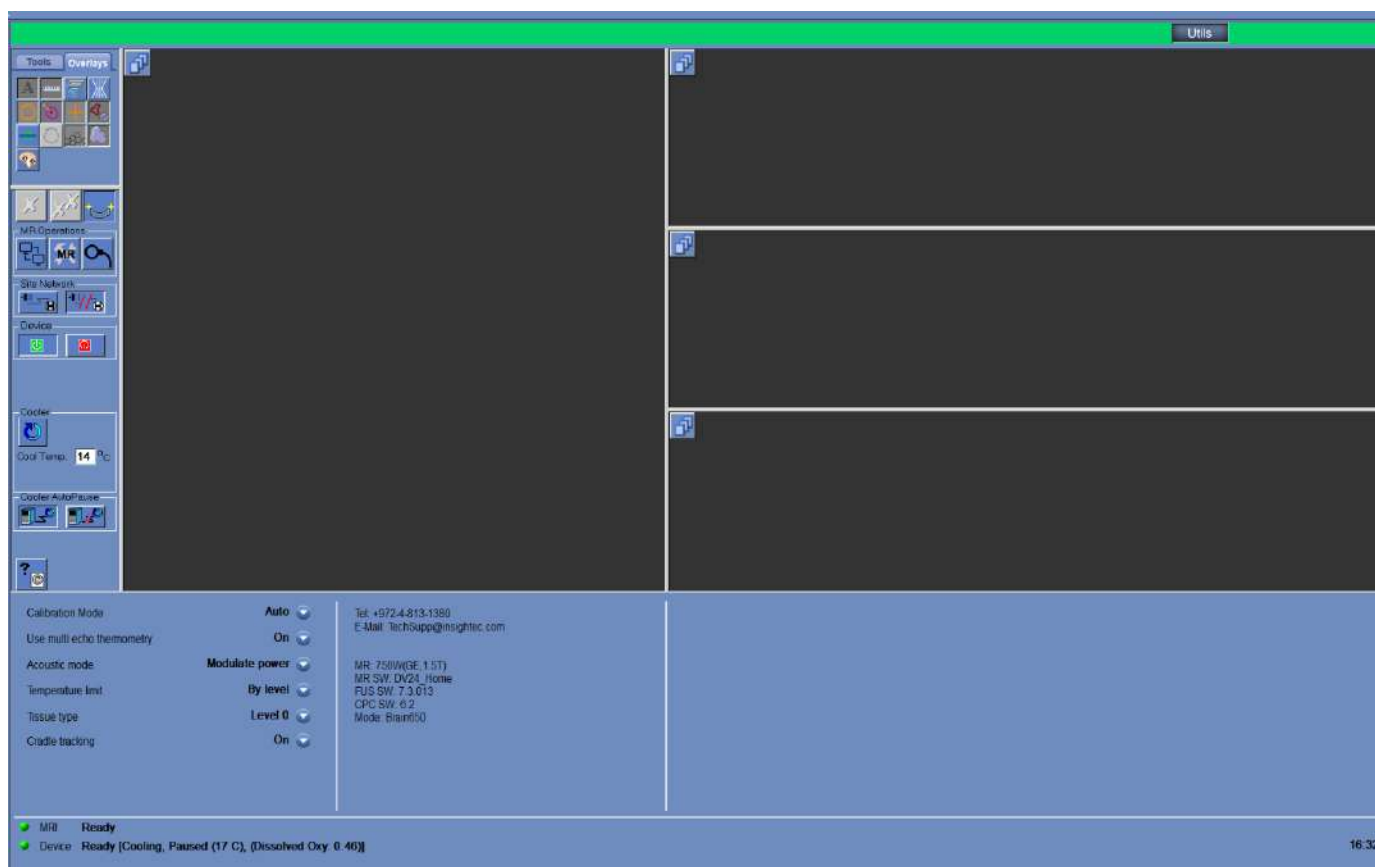 Utils
Tools Overlays
A
MR Operations
MR
Site Network
Device
Cooler
Cool Temp. 14 °C
Cooler AutoPause
?
Calibration Mode Auto
Use multi echo thermometry On
Acoustic mode Modulate power
Temperature limit By level
Tissue type Level 0
Cradle tracking On
Tel: +972-4-813-1380
E-Mail: TechSupp@insightec.com
MR: 750W(GE,1.5T)
MR SW: DV24_Home
FUS SW: 7.3.013
CPC SW: 6.2
Mode: Brain650
MRI Ready
Device Ready [Cooling, Paused (17 C), (Dissolved Oxy: 0.46)]
16:32